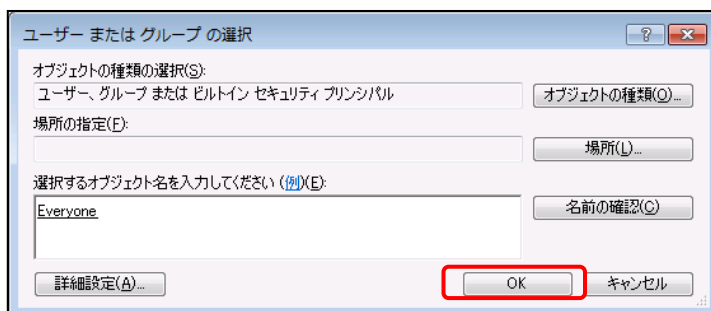 ユーザー または グループ の選択
オブジェクトの種類の選択(S):
ユーザー、グループ または ビルトイン セキュリティ プリンシパル
オブジェクトの種類(O)...
場所の指定(F):
場所(L)...
選択するオブジェクト名を入力してください (例)(E):
Everyone
名前の確認(C)
詳細設定(A)...
OK
キャンセル